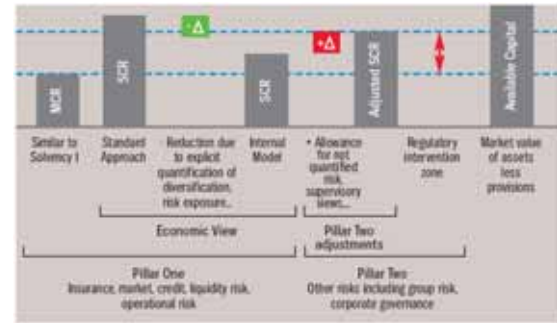 -Δ
+Δ
MCR
SCR
SCR
Adjusted SCR
Available Capital
Similar to
Solvency I
Standard
Approach
Reduction due
to explicit
quantification of
diversification,
risk exposure...
Internal
Model
• Allowance
for not
quantified
risk,
supervisory
views...
Regulatory
intervention
zone
Market value
of assets
less
provisions
Economic View
Pillar Two
adjustments
Pillar One
Insurance, market, credit, liquidity risk,
operational risk
Pillar Two
Other risks including group risk,
corporate governance